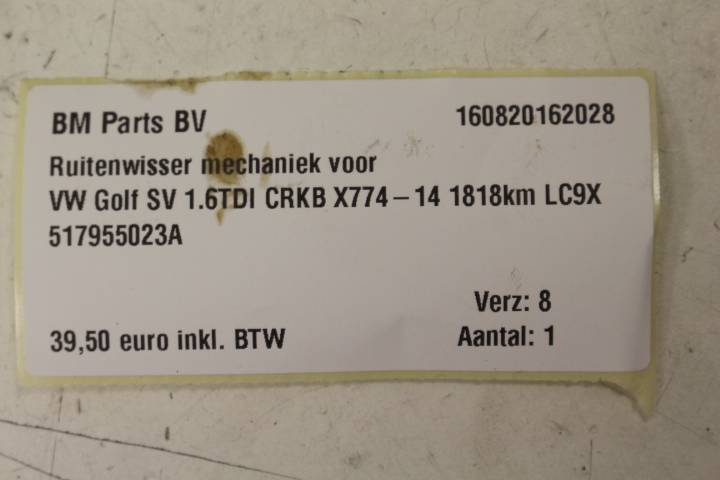 BM Parts BV 160820162028
Ruitenwisser mechaniek voor
VW Golf SV 1.6TDI CRKB X774-14 1818km LC9X
517955023A
Verz: 8
39,50 euro inkl. BTW Aantal: 1